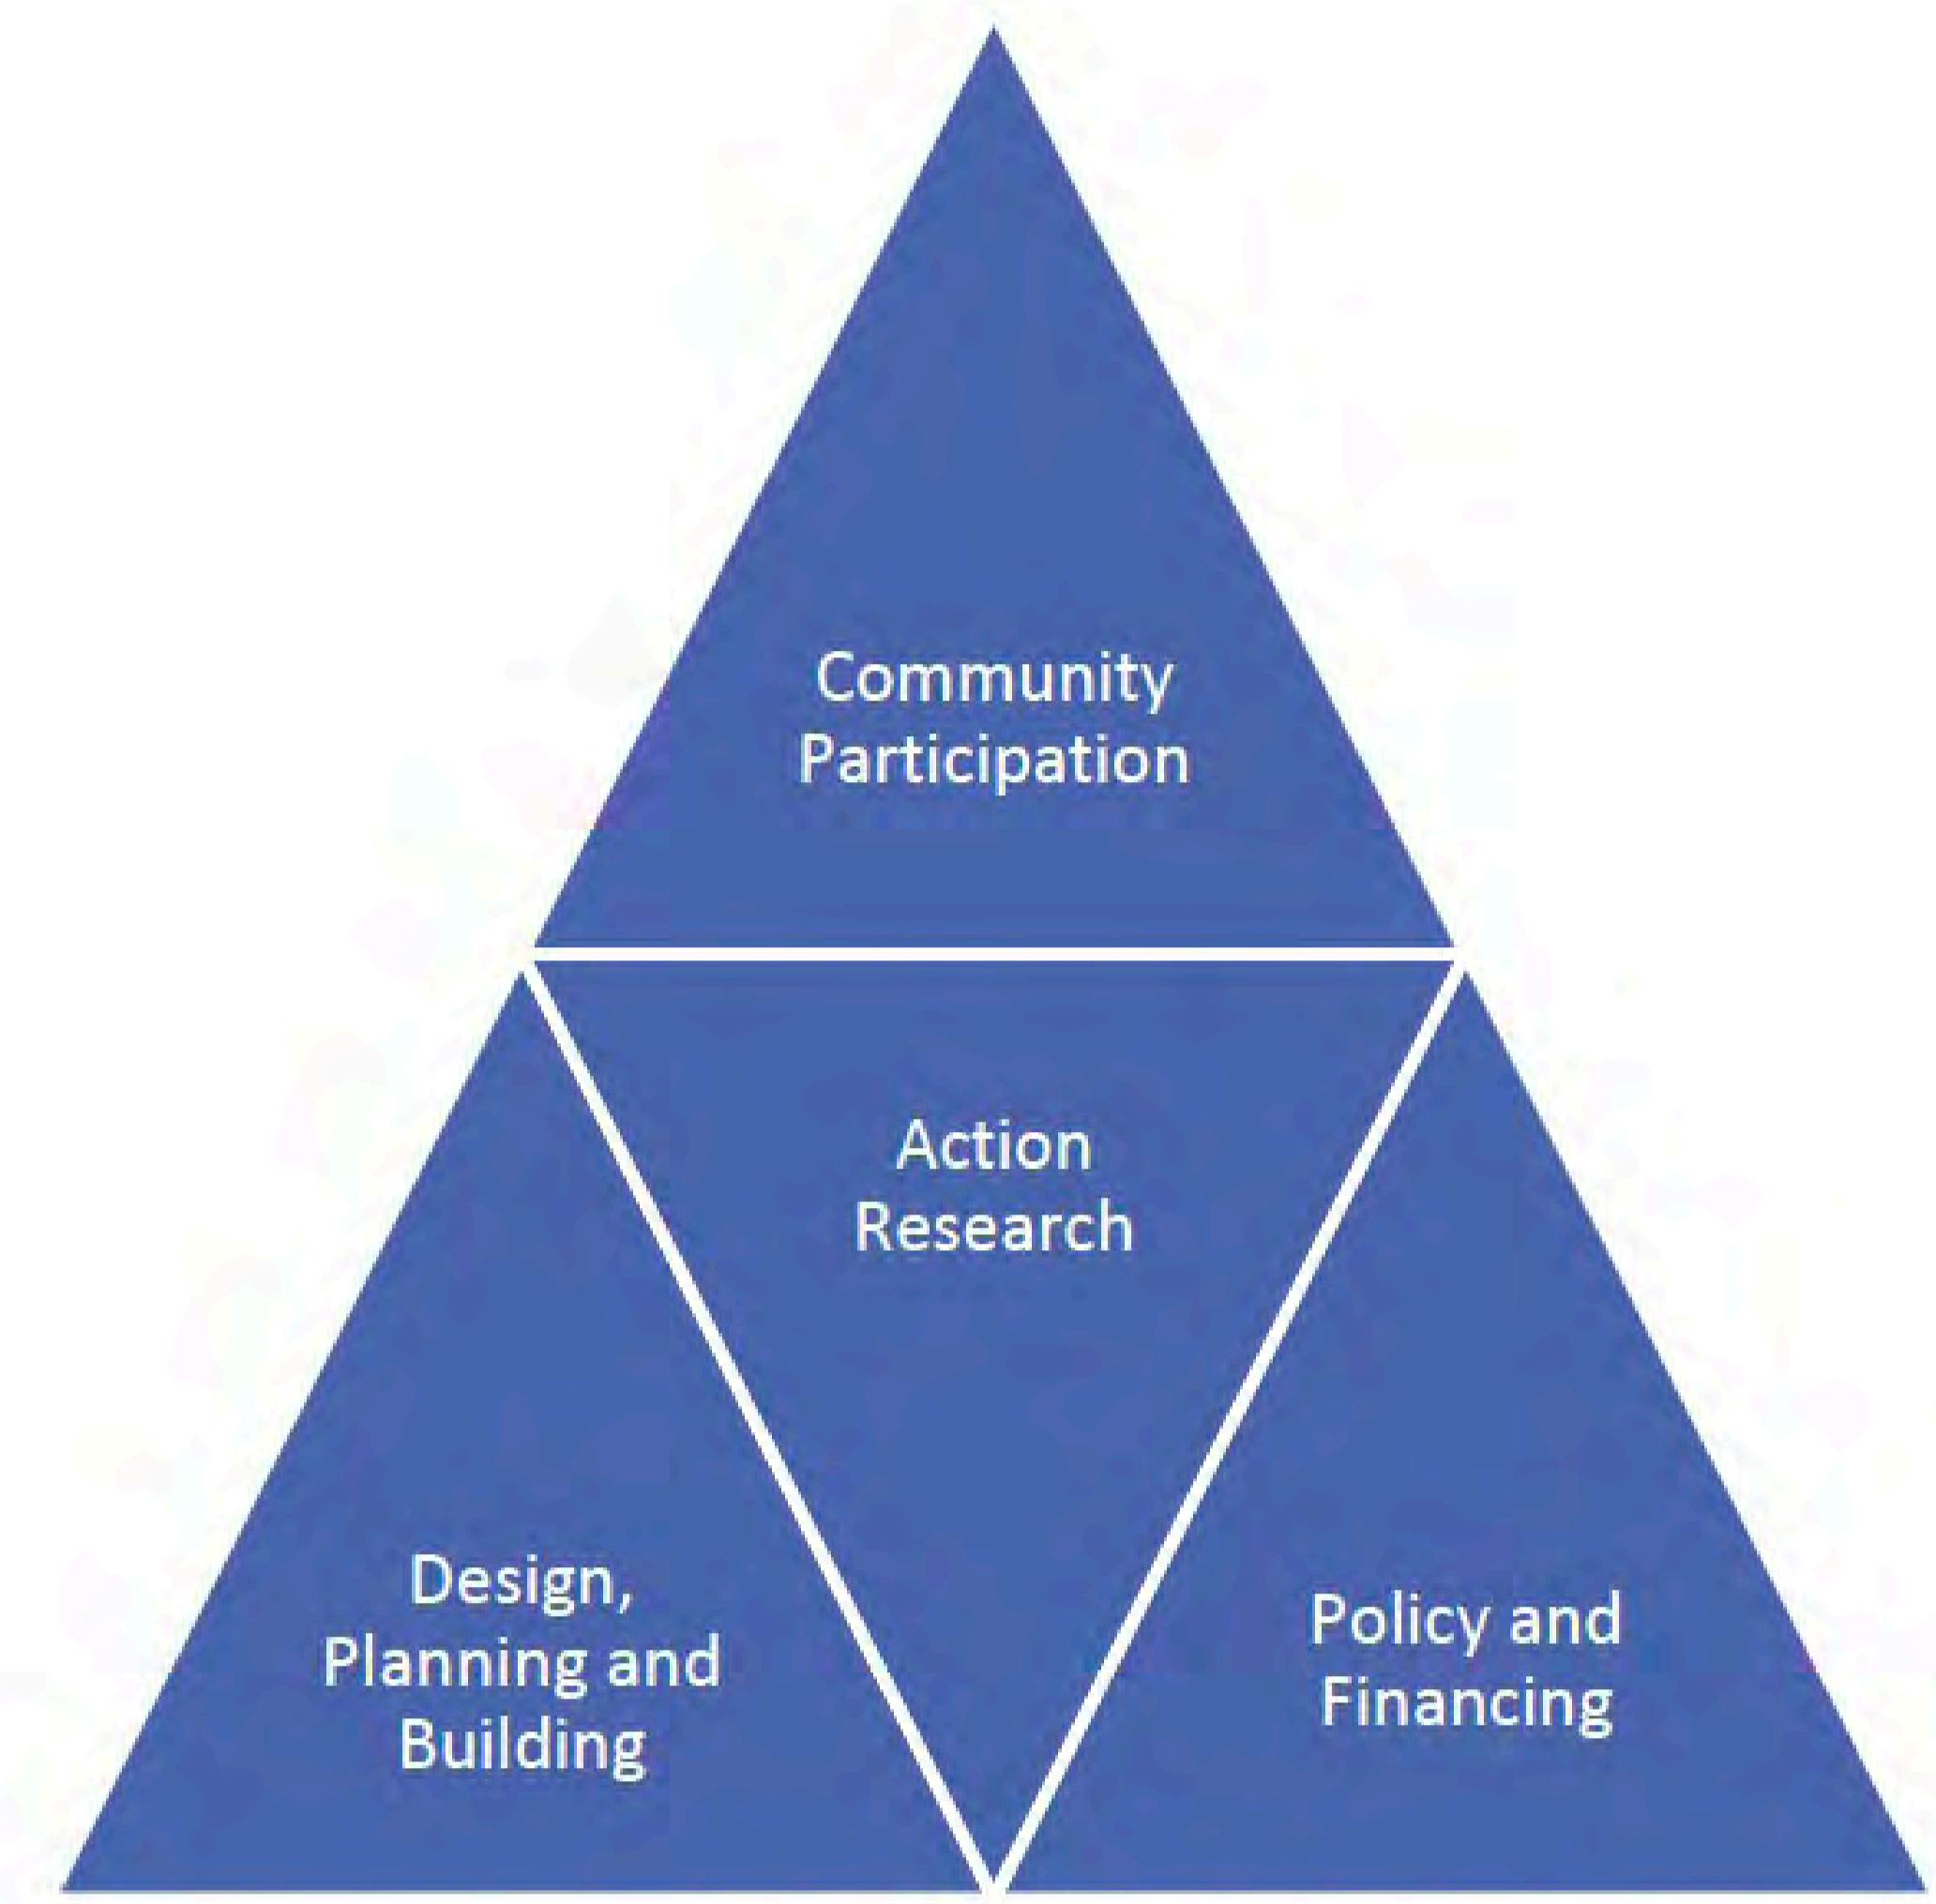 Community
Participation
Action
Research
Design,
Planning and
Building
Policy and
Financing